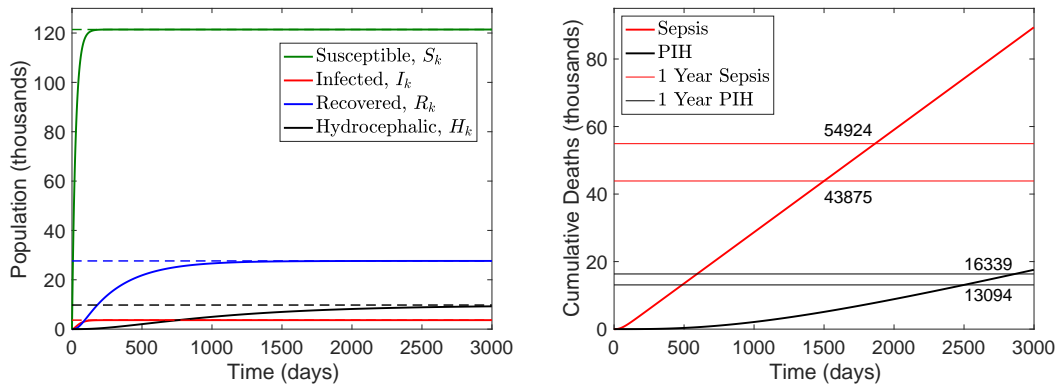 Population (thousands)
120
100
80
60
40
20
0
Susceptible, $S_k$
Infected, $I_k$
Recovered, $R_k$
Hydrocephalic, $H_k$
0 500 1000 1500 2000 2500 3000
Time (days)
Cumulative Deaths (thousands)
80
60
40
20
0
Sepsis
PIH
1 Year Sepsis
1 Year PIH
54924
43875
16339
13094
0 500 1000 1500 2000 2500 3000
Time (days)